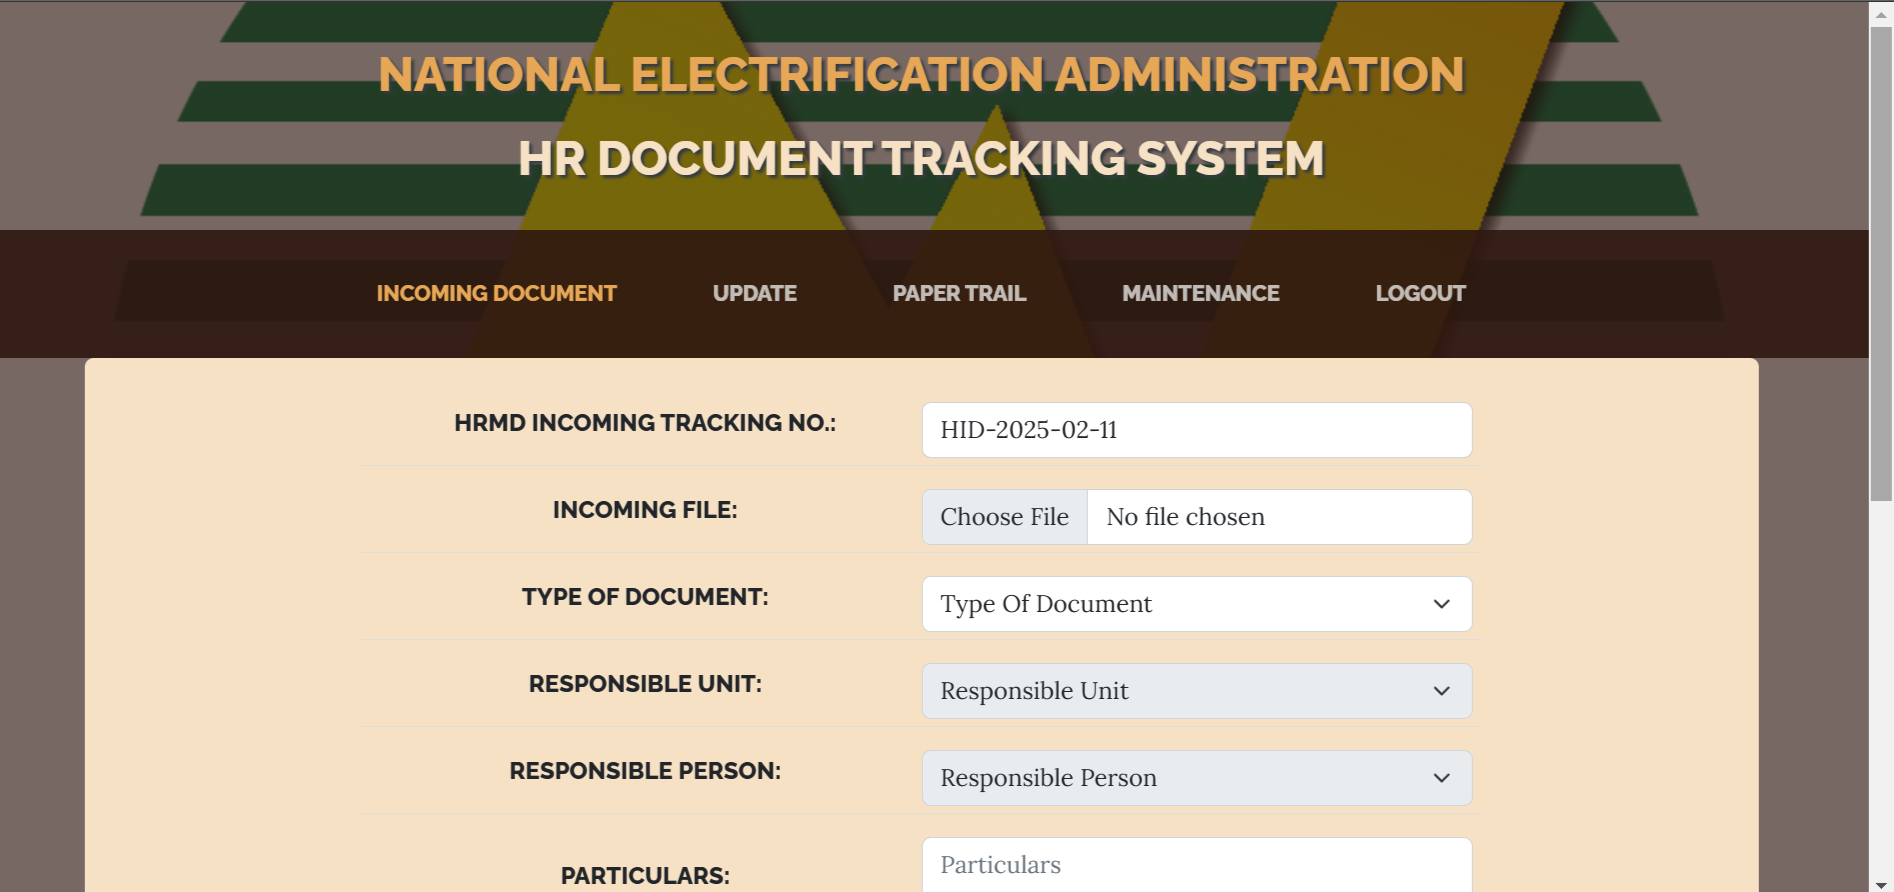 NATIONAL ELECTRIFICATION ADMINISTRATION
HR DOCUMENT TRACKING SYSTEM
INCOMING DOCUMENT UPDATE PAPER TRAIL MAINTENANCE LOGOUT
HRMD INCOMING TRACKING NO.: HID-2025-02-11
INCOMING FILE: Choose File No file chosen
TYPE OF DOCUMENT: Type Of Document
RESPONSIBLE UNIT: Responsible Unit
RESPONSIBLE PERSON: Responsible Person
PARTICULARS: Particulars